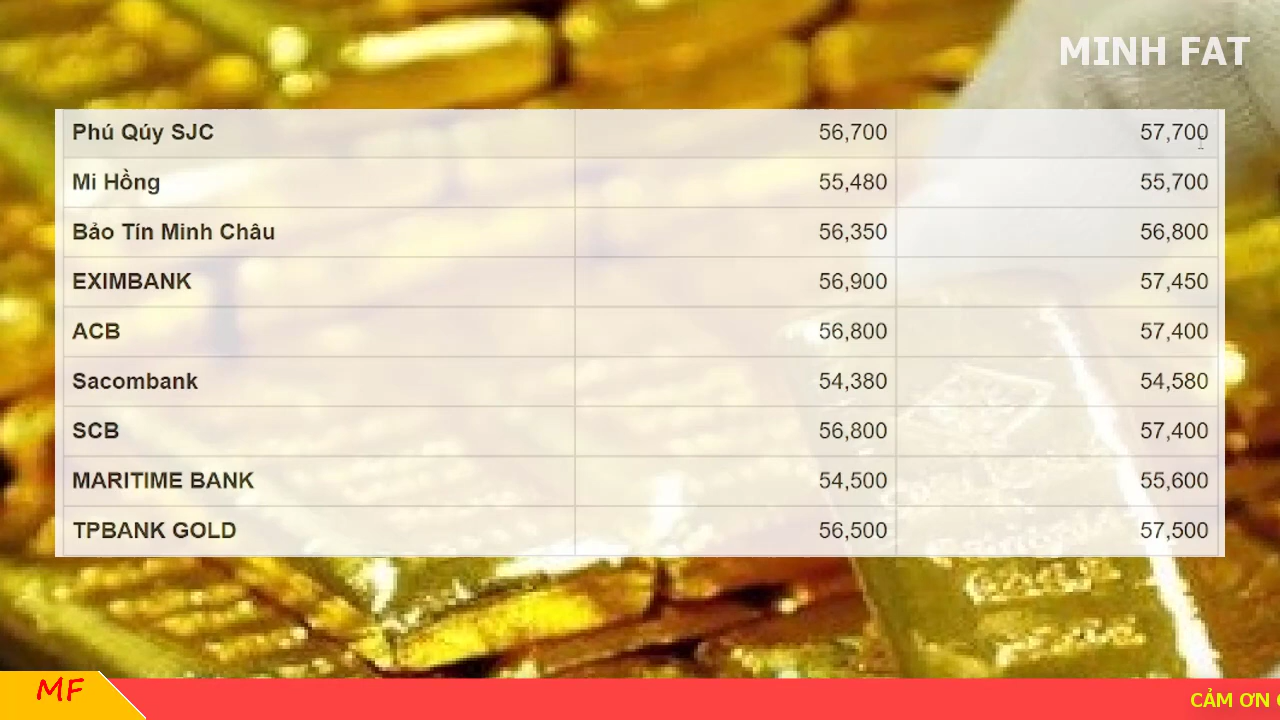 MINH FAT
Phú Qúy SJC 56,700 57,700
Mi Hồng 55,480 55,700
Bảo Tín Minh Châu 56,350 56,800
EXIMBANK 56,900 57,450
ACB 56,800 57,400
Sacombank 54,380 54,580
SCB 56,800 57,400
MARITIME BANK 54,500 55,600
TPBANK GOLD 56,500 57,500
MF
CẢM ƠN